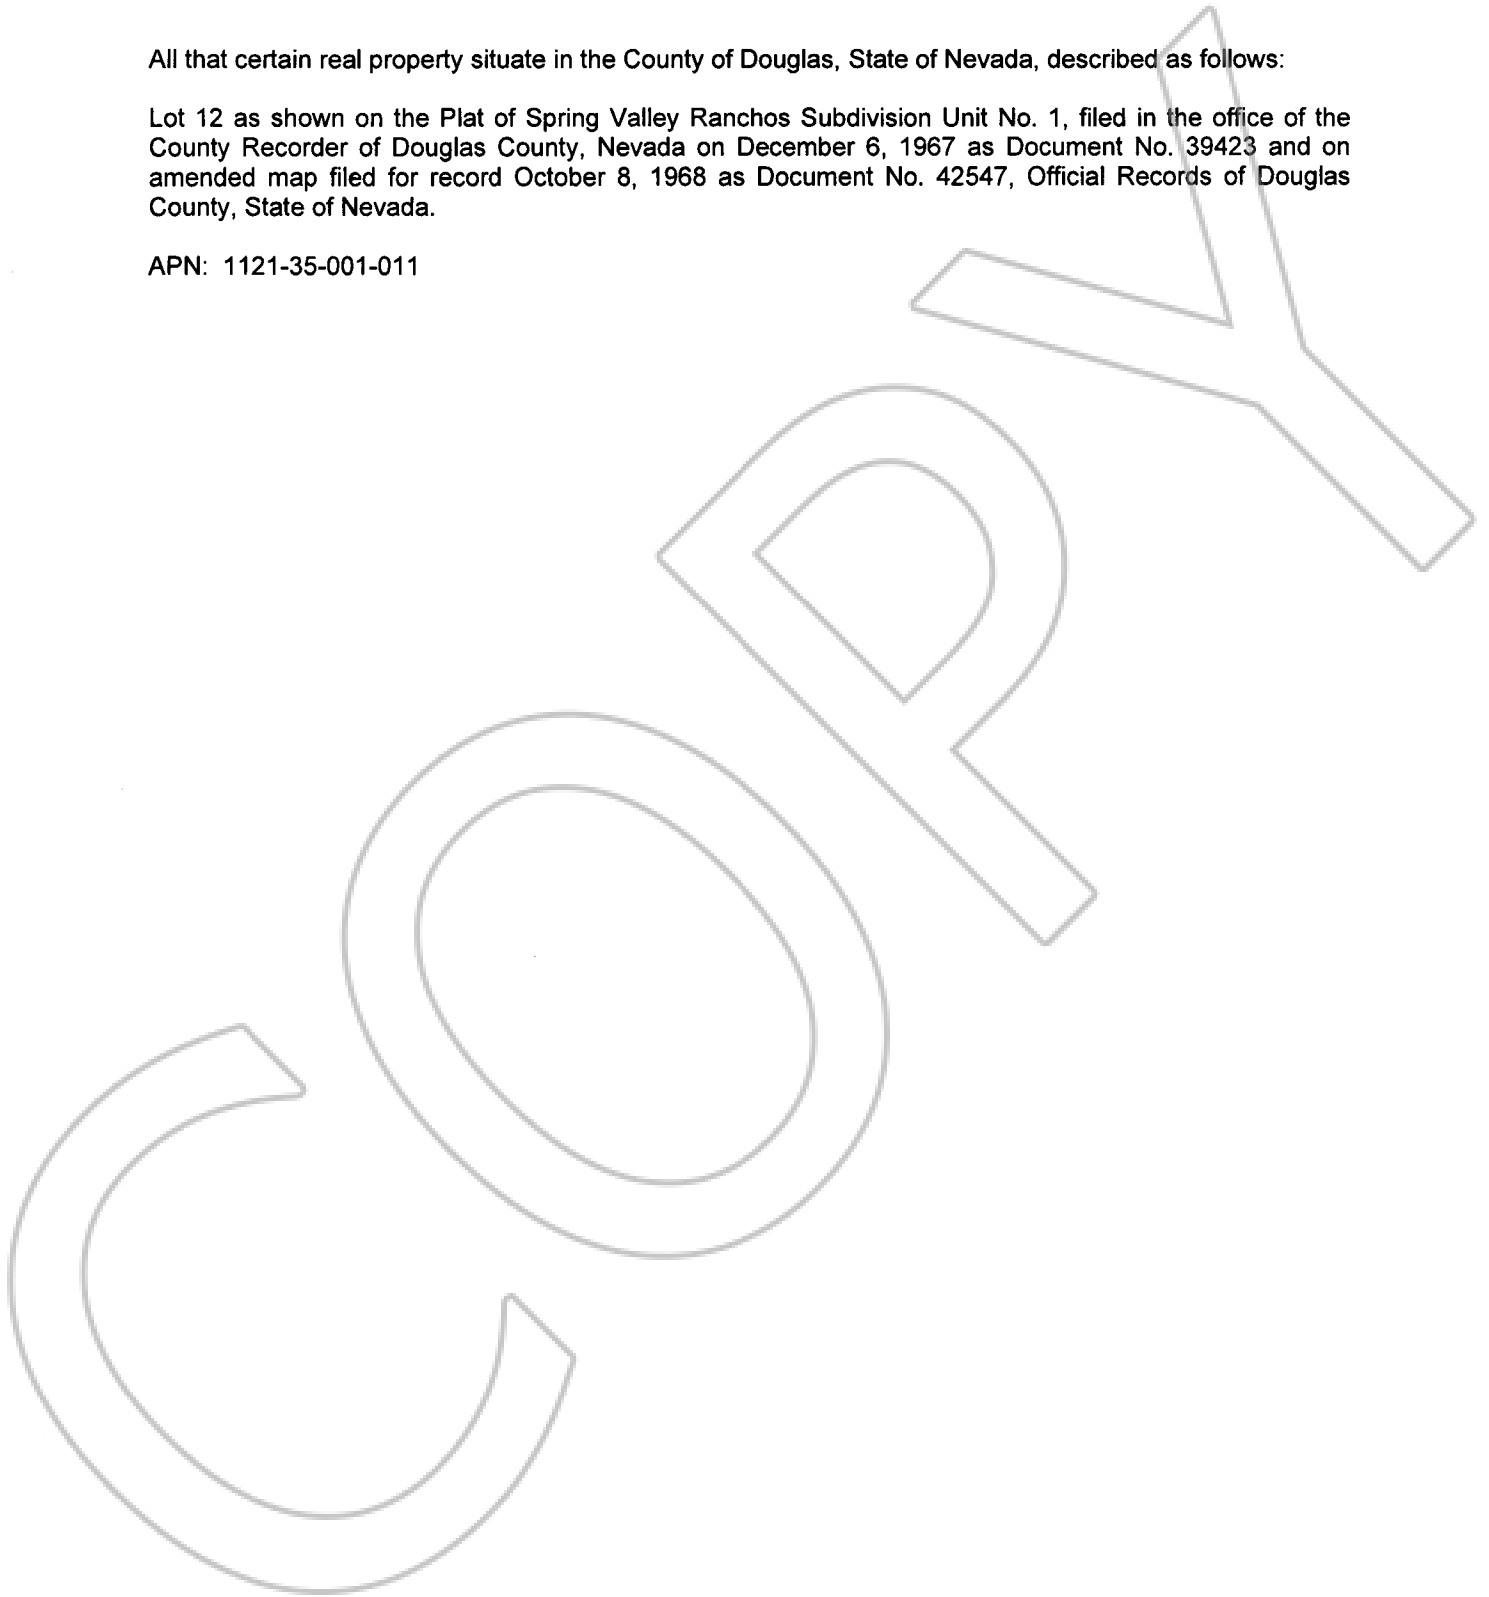 All that certain real property situate in the County of Douglas, State of Nevada, described as follows:
Lot 12 as shown on the Plat of Spring Valley Ranchos Subdivision Unit No. 1, filed in the office of the
County Recorder of Douglas County, Nevada on December 6, 1967 as Document No. 39423 and on
amended map filed for record October 8, 1968 as Document No. 42547, Official Records of Douglas
County, State of Nevada.
APN: 1121-35-001-011
COPY